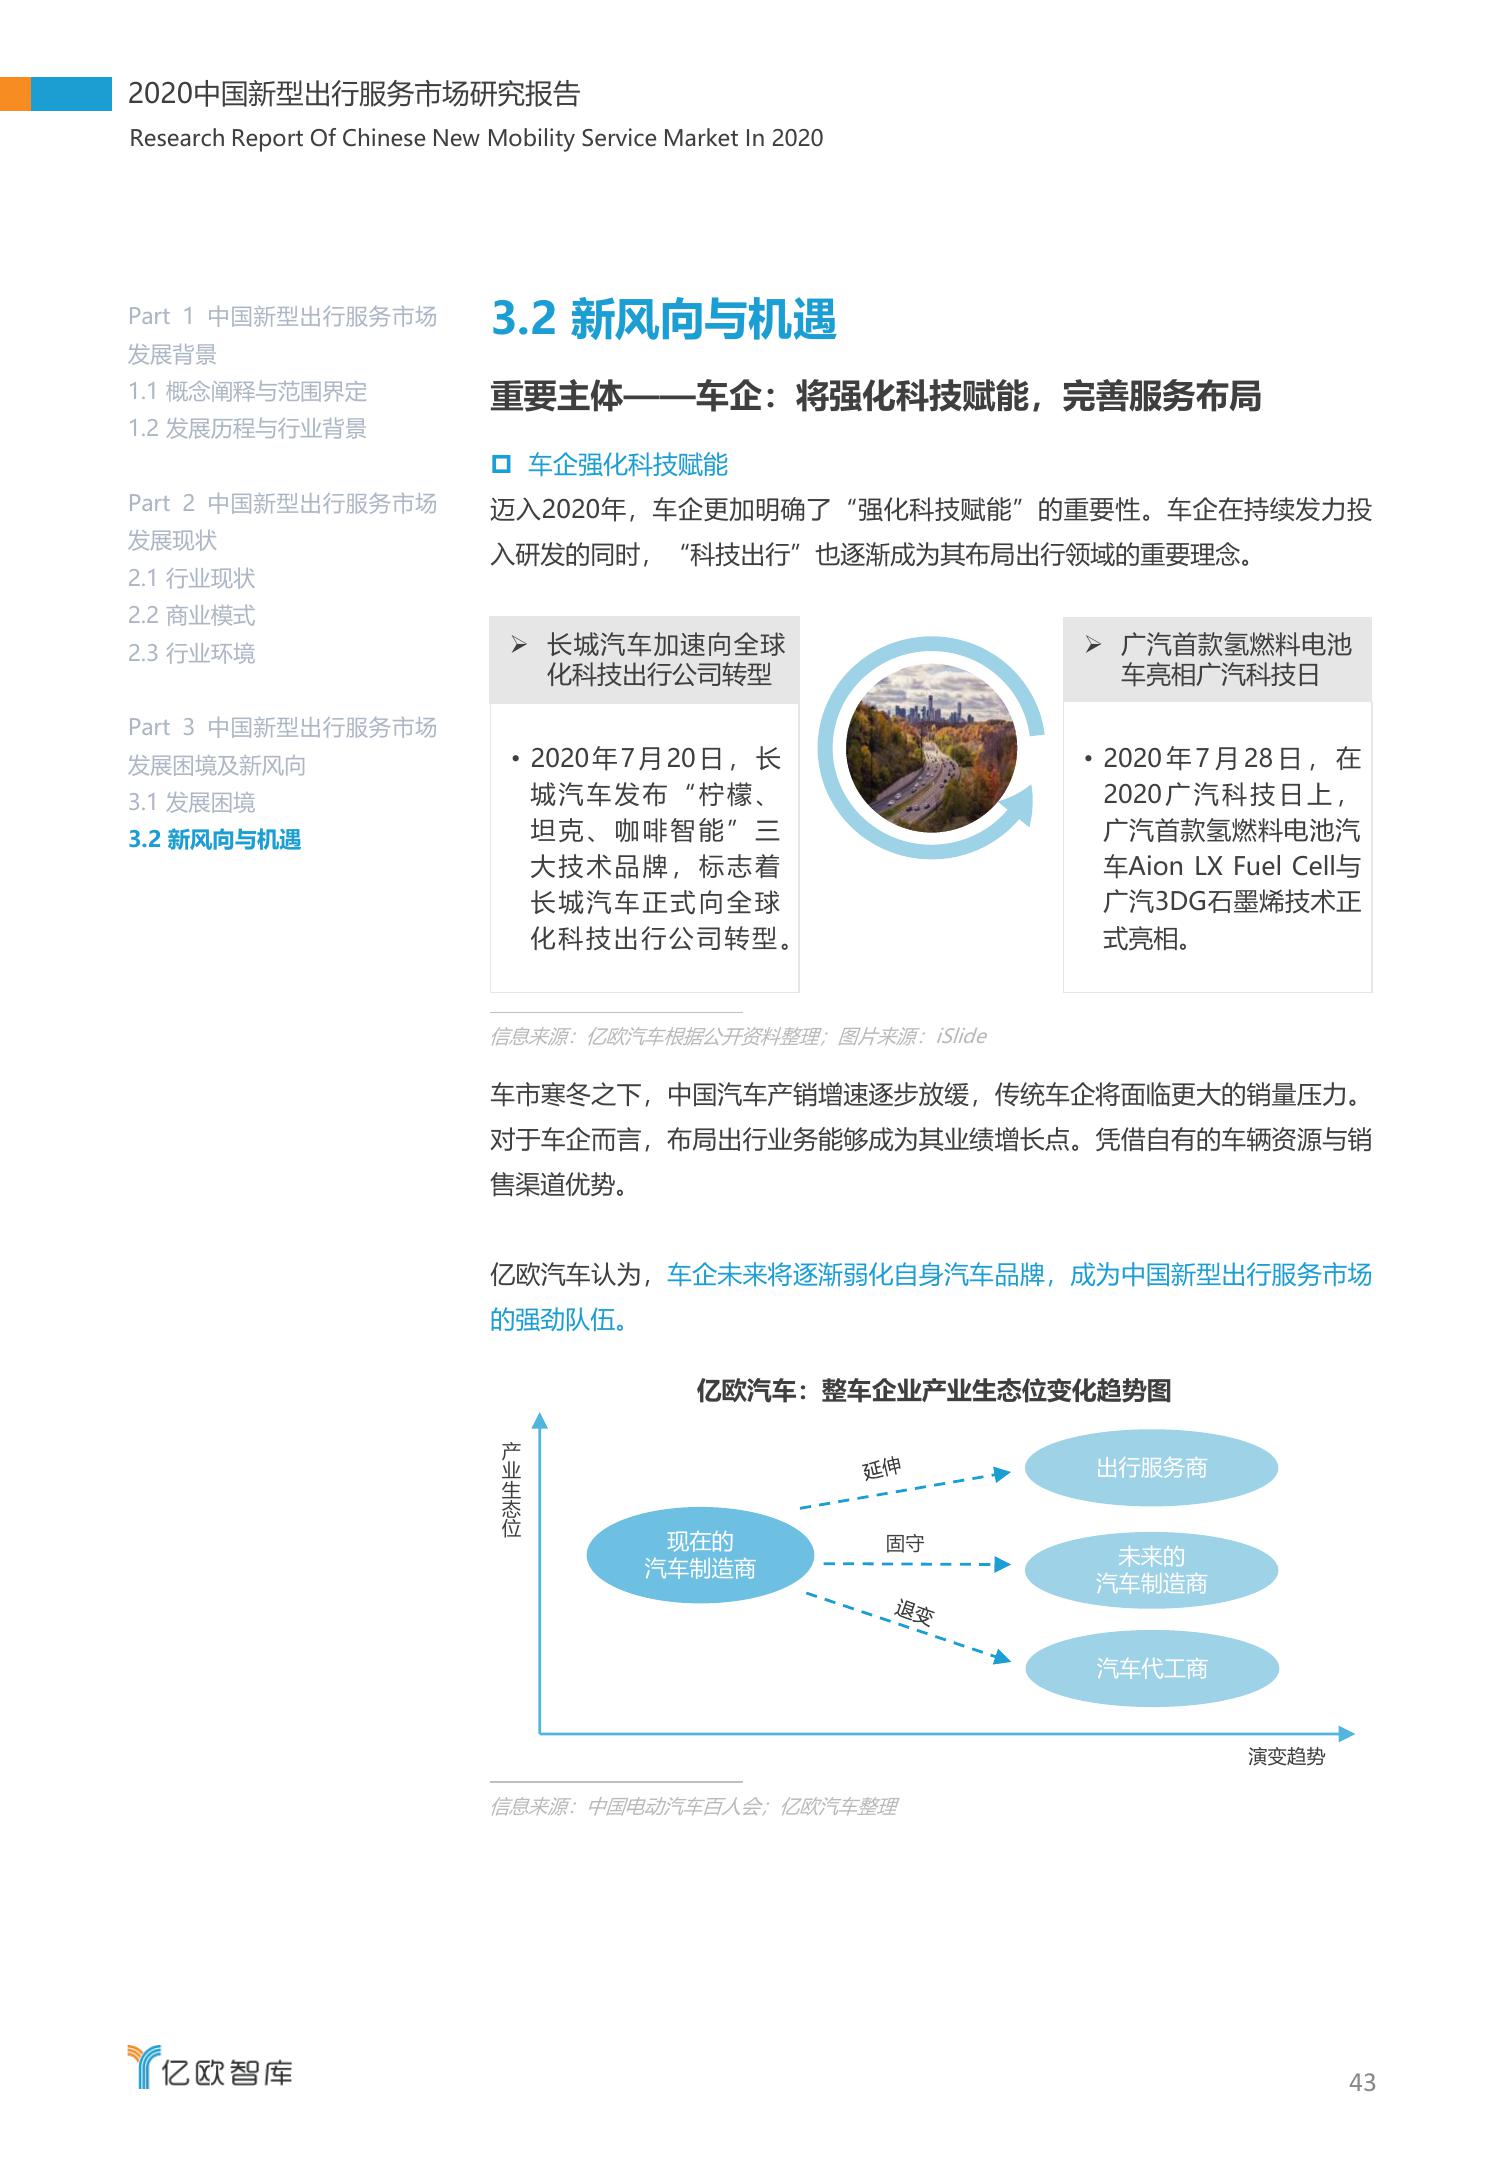 2020中国新型出行服务市场研究报告
Research Report Of Chinese New Mobility Service Market In 2020
Part 1 中国新型出行服务市场
发展背景
1.1 概念阐释与范围界定
1.2 发展历程与行业背景
Part 2 中国新型出行服务市场
发展现状
2.1 行业现状
2.2 商业模式
2.3 行业环境
Part 3 中国新型出行服务市场
发展困境及新风向
3.1 发展困境
3.2 新风向与机遇
3.2 新风向与机遇
重要主体——车企：将强化科技赋能，完善服务布局
车企强化科技赋能
迈入2020年，车企更加明确了“强化科技赋能”的重要性。车企在持续发力投
入研发的同时，“科技出行”也逐渐成为其布局出行领域的重要理念。
➢ 长城汽车加速向全球
化科技出行公司转型
• 2020年7月20日，长
城汽车发布“柠檬、
坦克、咖啡智能”三
大技术品牌，标志着
长城汽车正式向全球
化科技出行公司转型。
➢ 广汽首款氢燃料电池
车亮相广汽科技日
• 2020年7月28日，在
2020广汽科技日上，
广汽首款氢燃料电池汽
车Aion LX Fuel Cell与
广汽3DG石墨烯技术正
式亮相。
信息来源：亿欧汽车根据公开资料整理；图片来源：iSlide
车市寒冬之下，中国汽车产销增速逐步放缓，传统车企将面临更大的销量压力。
对于车企而言，布局出行业务能够成为其业绩增长点。凭借自有的车辆资源与销
售渠道优势。
亿欧汽车认为，车企未来将逐渐弱化自身汽车品牌，成为中国新型出行服务市场
的强劲队伍。
亿欧汽车：整车企业产业生态位变化趋势图
产业生态位
现在的
汽车制造商
延伸
固守
退变
出行服务商
未来的
汽车制造商
汽车代工商
演变趋势
信息来源：中国电动汽车百人会；亿欧汽车整理
亿欧智库
43